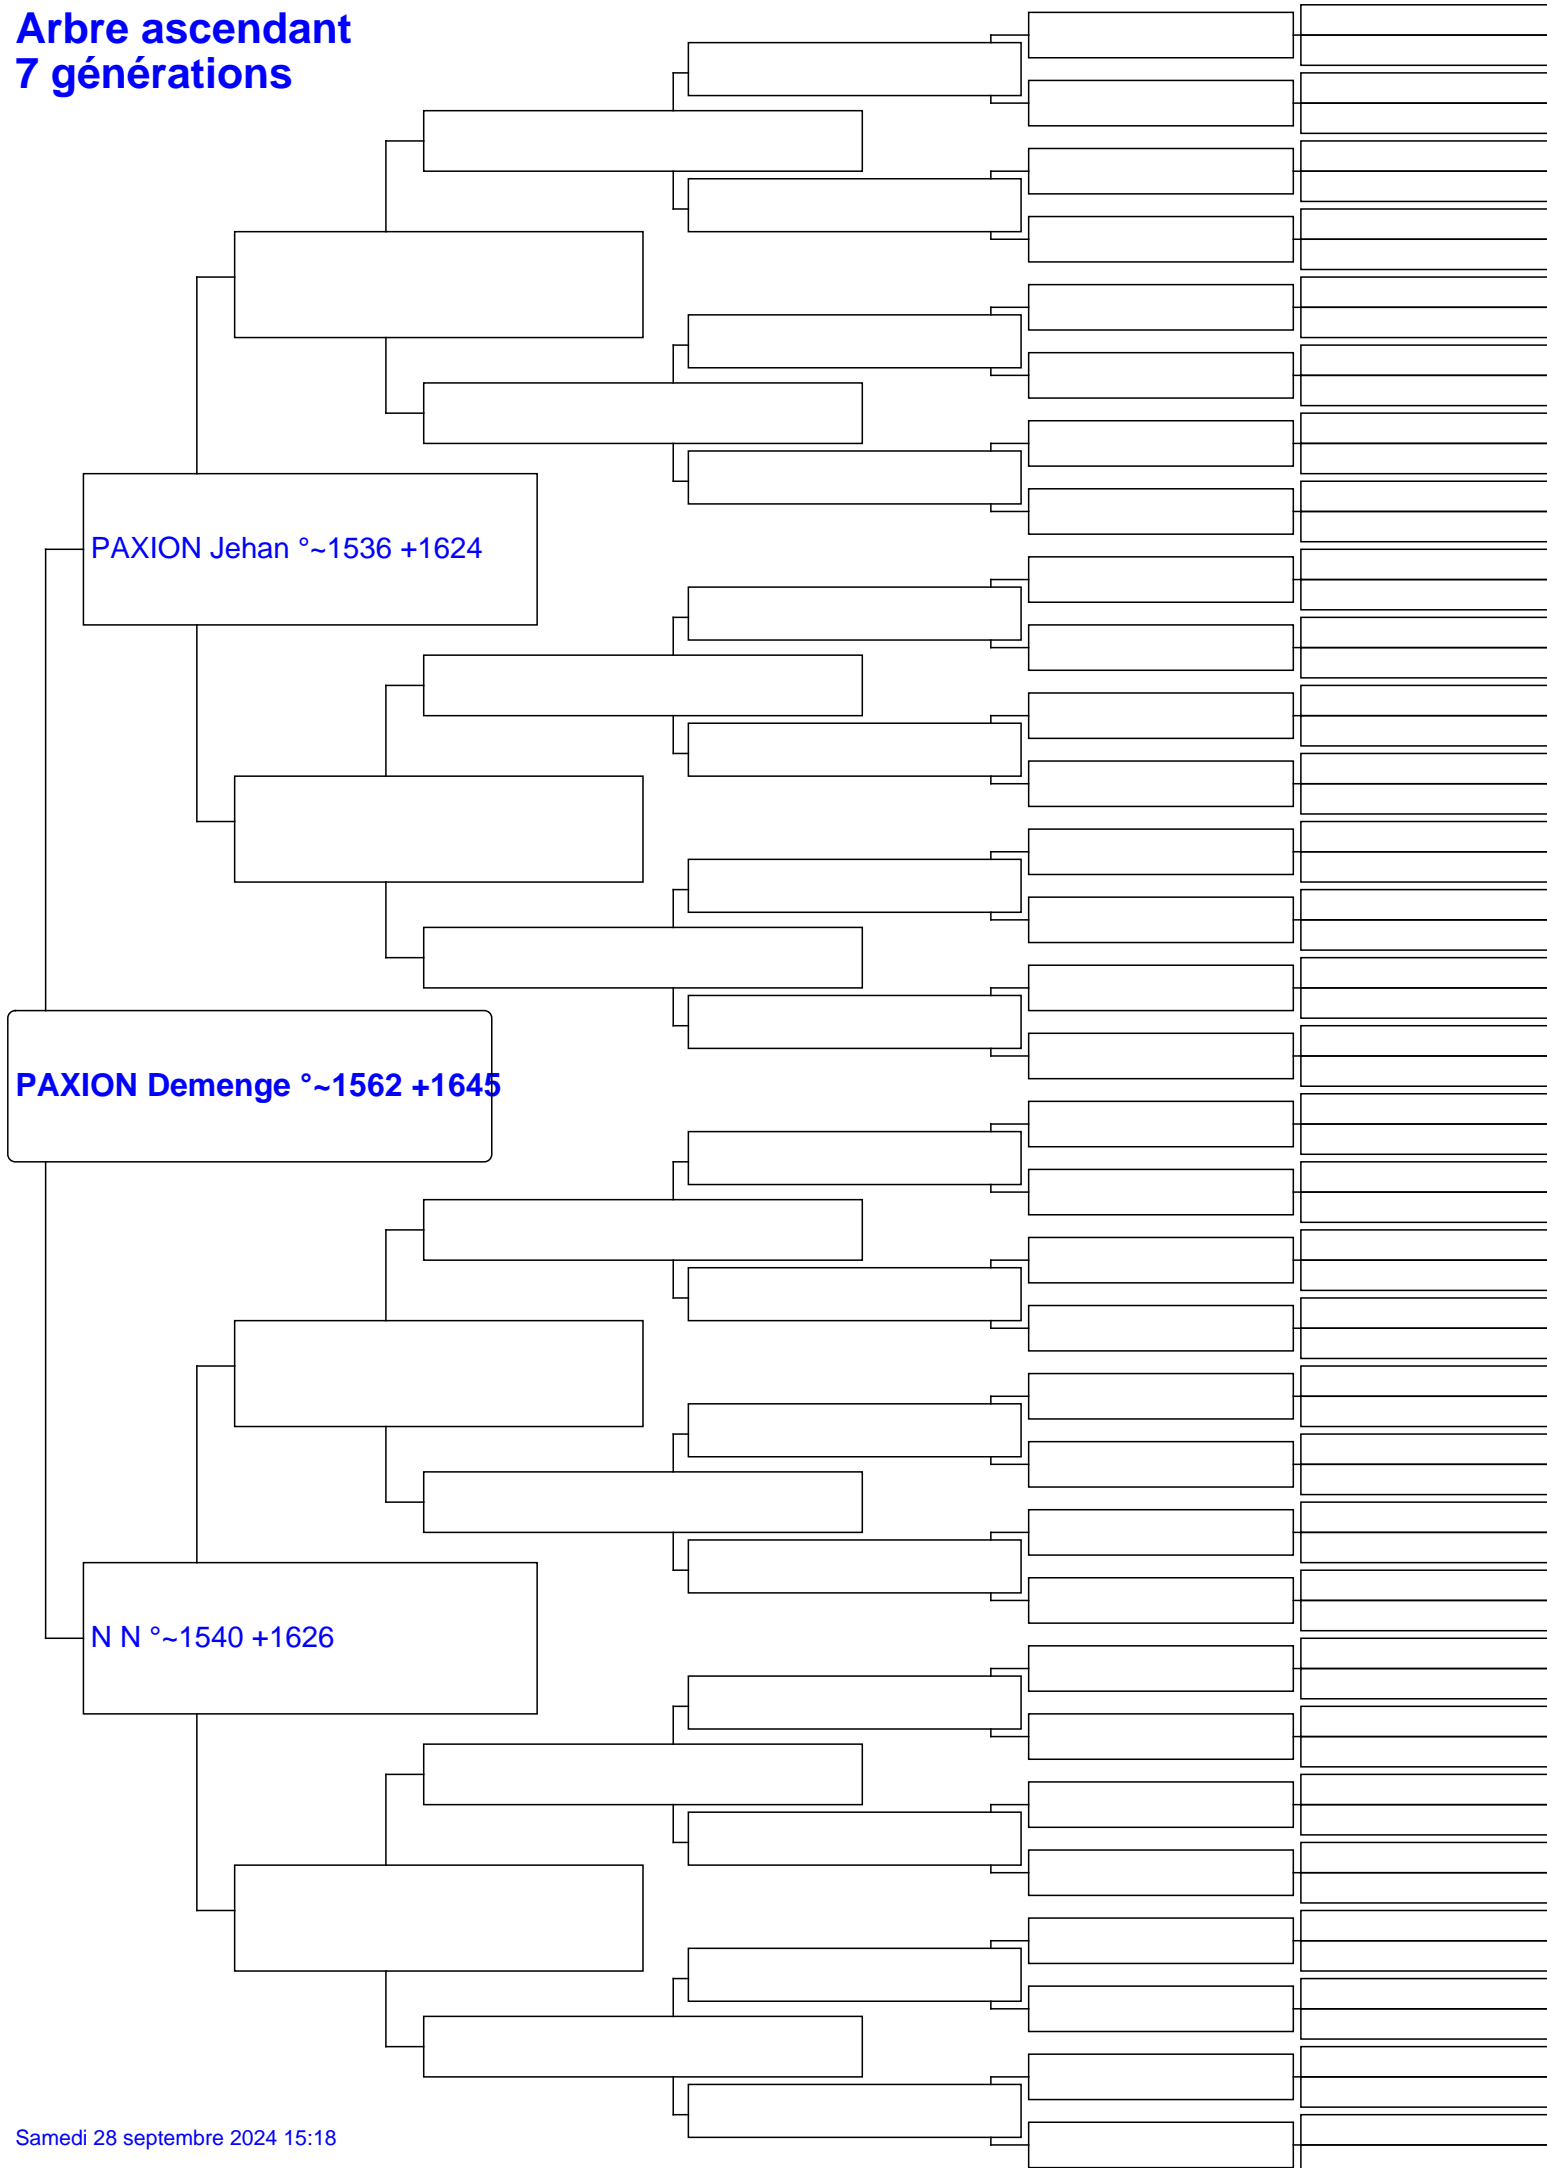 Arbre ascendant
7 générations
PAXION Jehan °~1536 +1624
PAXION Demenge °~1562 +1645
N N °~1540 +1626
Samedi 28 septembre 2024 15:18